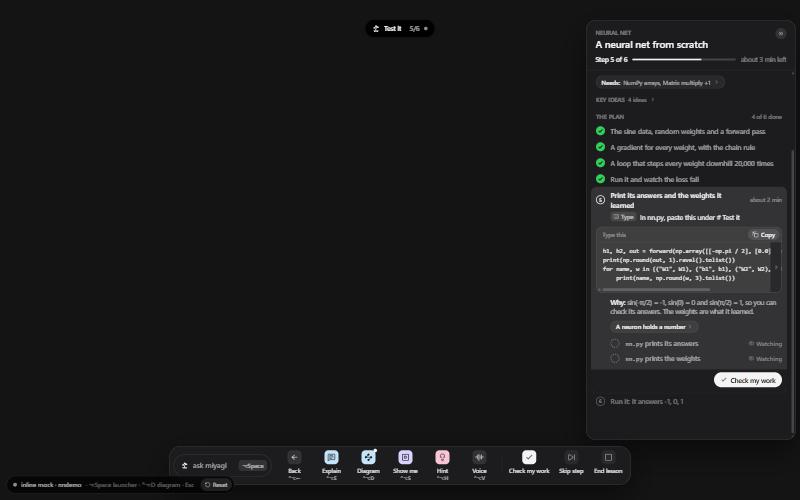 Test it 5/6
NEURAL NET
A neural net from scratch
Step 5 of 6 about 3 min left
Needs: NumPy arrays, Matrix multiply +1
KEY IDEAS 4 ideas
THE PLAN 4 of 6 done
The sine data, random weights and a forward pass
A gradient for every weight, with the chain rule
A loop that steps every weight downhill 20,000 times
Run it and watch the loss fall
5 Print its answers and the weights it learned about 2 min
Type In nn.py, paste this under # Test it
Type this Copy
h1, h2, out = forward(np.array([[-np.pi / 2], [0.0]
print(np.round(out, 1).ravel().tolist())
for name, w in [("W1", W1), ("b1", b1), ("W2", W2),
print(name, np.round(w, 3).tolist())
Why: sin(-π/2) = -1, sin(0) = 0 and sin(π/2) = 1, so you can
check its answers. The weights are what it learned.
A neuron holds a number
nn.py prints its answers Watching
nn.py prints the weights Watching
Check my work
6 Run it: it answers -1, 0, 1
ask miyagi ⌥Space
Back Explain Diagram Show me Hint Voice Check my work Skip step End lesson
^⌥← ^⌥E ^⌥D ^⌥S ^⌥H ^⌥V
inline mock · nndemo · ⌥Space launcher · ^⌥D diagram · Esc Reset